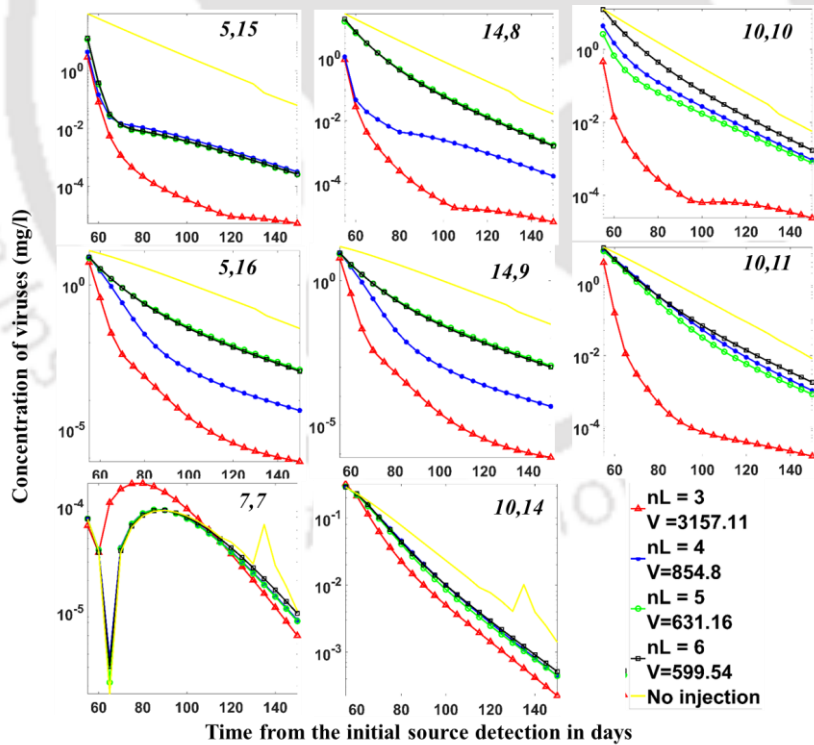 5,15
14,8
10,10
10^0
10^-2
10^-4
60 80 100 120 140
10^0
10^-2
10^-4
60 80 100 120 140
10^0
10^-2
10^-4
60 80 100 120 140
5,16
14,9
10,11
10^0
10^-5
60 80 100 120 140
10^0
10^-5
60 80 100 120 140
10^0
10^-2
10^-4
60 80 100 120 140
7,7
10,14
10^-4
10^-5
60 80 100 120 140
10^-1
10^-2
10^-3
60 80 100 120 140
nL = 3
V =3157.11
nL = 4
V=854.8
nL = 5
V=631.16
nL = 6
V=599.54
No injection
Concentration of viruses (mg/l)
Time from the initial source detection in days